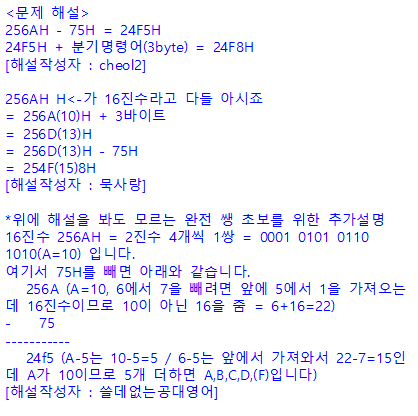 <문제 해설>
256AH - 75H = 24F5H
24F5H + 분기명령어(3byte) = 24F8H
[해설작성자 : cheol2]
256AH H<-가 16진수라고 다들 아시죠
= 256A(10)H + 3바이트
= 256D(13)H
= 256D(13)H - 75H
= 254F(15)8H
[해설작성자 : 묵사랑]
*위에 해설을 봐도 모르는 완전 쌩 초보를 위한 추가설명
16진수 256AH = 2진수 4개씩 1쌍 = 0001 0101 0110
1010(A=10) 입니다.
여기서 75H를 빼면 아래와 같습니다.
256A (A=10, 6에서 7을 빼려면 앞에 5에서 1을 가져오는
데 16진수이므로 10이 아닌 16을 줌 = 6+16=22)
- 75
-----------
24f5 (A-5는 10-5=5 / 6-5는 앞에서 가져와서 22-7=15인
데 A가 10이므로 5개 더하면 A,B,C,D,(F)입니다)
[해설작성자 : 쓸데없는공대영어]